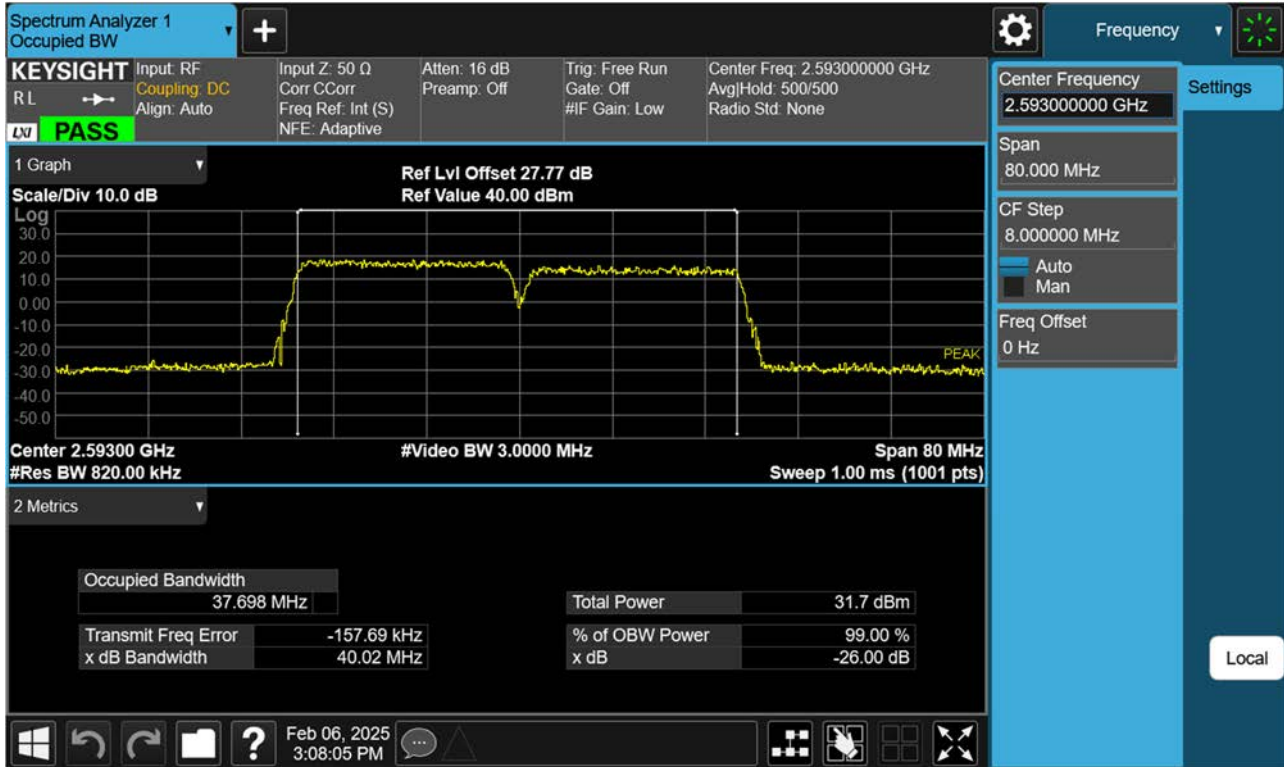 Spectrum Analyzer 1
Occupied BW
Frequency
KEYSIGHT
RL
LXI
PASS
Input: RF
Coupling: DC
Align: Auto
Input Z: 50 Ω
Corr CCorr
Freq Ref: Int (S)
NFE: Adaptive
Atten: 16 dB
Preamp: Off
Trig: Free Run
Gate: Off
#IF Gain: Low
Center Freq: 2.593000000 GHz
Avg|Hold: 500/500
Radio Std: None
1 Graph
Scale/Div 10.0 dB
Ref Lvl Offset 27.77 dB
Ref Value 40.00 dBm
Log
30.0
20.0
10.0
0.00
-10.0
-20.0
-30.0
-40.0
-50.0
PEAK
Center 2.59300 GHz
#Video BW 3.0000 MHz
Span 80 MHz
#Res BW 820.00 kHz
Sweep 1.00 ms (1001 pts)
2 Metrics
Occupied Bandwidth
37.698 MHz
Transmit Freq Error -157.69 kHz
x dB Bandwidth 40.02 MHz
Total Power 31.7 dBm
% of OBW Power 99.00 %
x dB -26.00 dB
Center Frequency
2.593000000 GHz
Span
80.000 MHz
CF Step
8.000000 MHz
Auto
Man
Freq Offset
0 Hz
Settings
Local
Feb 06, 2025
3:08:05 PM